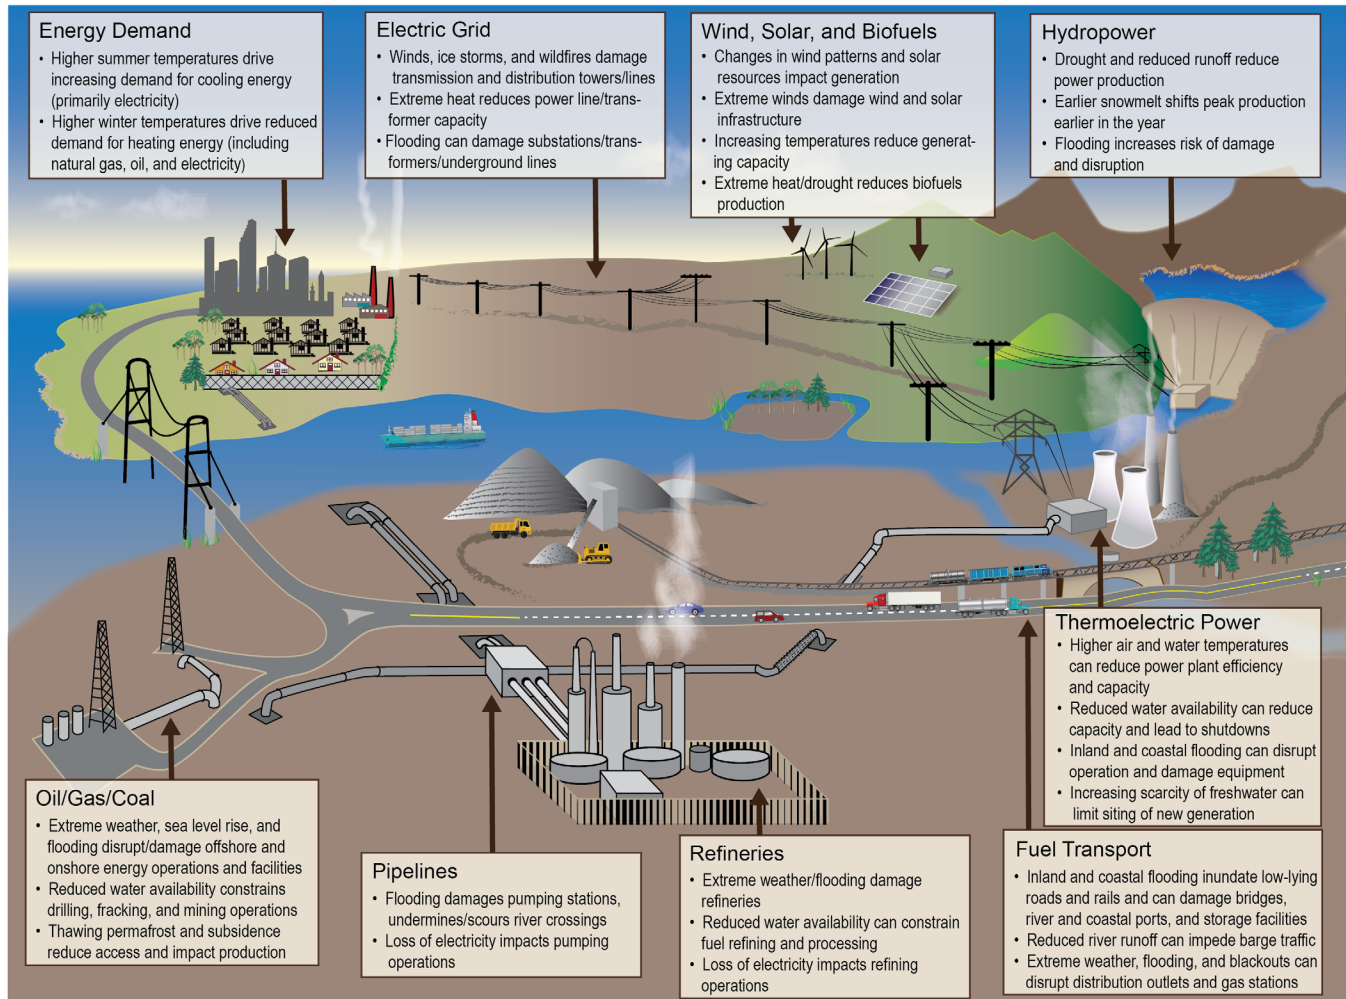 Energy Demand
• Higher summer temperatures drive
increasing demand for cooling energy
(primarily electricity)
• Higher winter temperatures drive reduced
demand for heating energy (including
natural gas, oil, and electricity)
Electric Grid
• Winds, ice storms, and wildfires damage
transmission and distribution towers/lines
• Extreme heat reduces power line/trans-
former capacity
• Flooding can damage substations/trans-
formers/underground lines
Wind, Solar, and Biofuels
• Changes in wind patterns and solar
resources impact generation
• Extreme winds damage wind and solar
infrastructure
• Increasing temperatures reduce generat-
ing capacity
• Extreme heat/drought reduces biofuels
production
Hydropower
• Drought and reduced runoff reduce
power production
• Earlier snowmelt shifts peak production
earlier in the year
• Flooding increases risk of damage
and disruption
Thermoelectric Power
• Higher air and water temperatures
can reduce power plant efficiency
and capacity
• Reduced water availability can reduce
capacity and lead to shutdowns
• Inland and coastal flooding can disrupt
operation and damage equipment
• Increasing scarcity of freshwater can
limit siting of new generation
Oil/Gas/Coal
• Extreme weather, sea level rise, and
flooding disrupt/damage offshore and
onshore energy operations and facilities
• Reduced water availability constrains
drilling, fracking, and mining operations
• Thawing permafrost and subsidence
reduce access and impact production
Pipelines
• Flooding damages pumping stations,
undermines/scours river crossings
• Loss of electricity impacts pumping
operations
Refineries
• Extreme weather/flooding damage
refineries
• Reduced water availability can constrain
fuel refining and processing
• Loss of electricity impacts refining
operations
Fuel Transport
• Inland and coastal flooding inundate low-lying
roads and rails and can damage bridges,
river and coastal ports, and storage facilities
• Reduced river runoff can impede barge traffic
• Extreme weather, flooding, and blackouts can
disrupt distribution outlets and gas stations